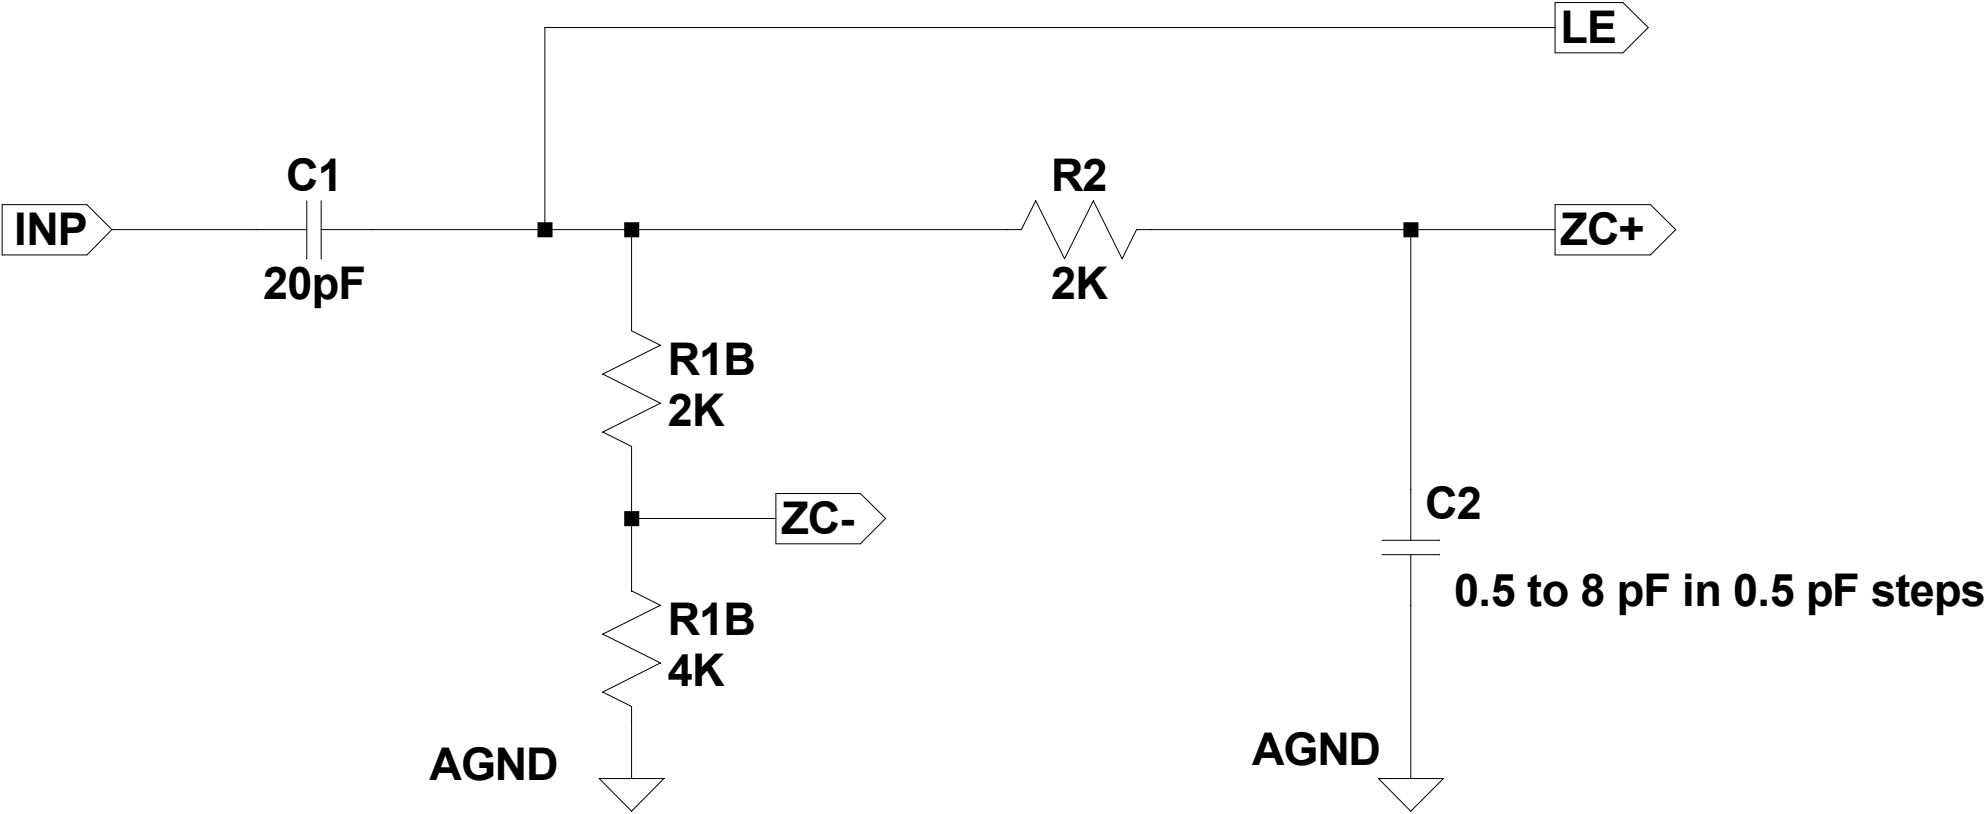 LE
C1
R2
INP
ZC+
20pF
2K
R1B
2K
C2
ZC-
0.5 to 8 pF in 0.5 pF steps
R1B
4K
AGND
AGND